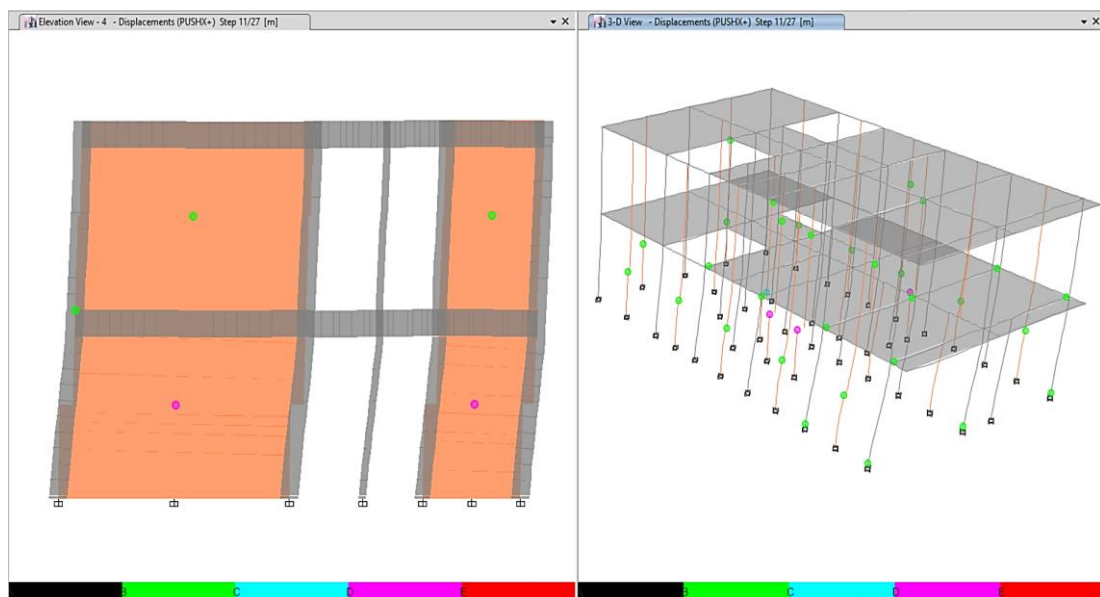 Elevation View - 4 - Displacements (PUSHX+) Step 11/27 [m]
3-D View - Displacements (PUSHX+) Step 11/27 [m]
B C D E
B C D E